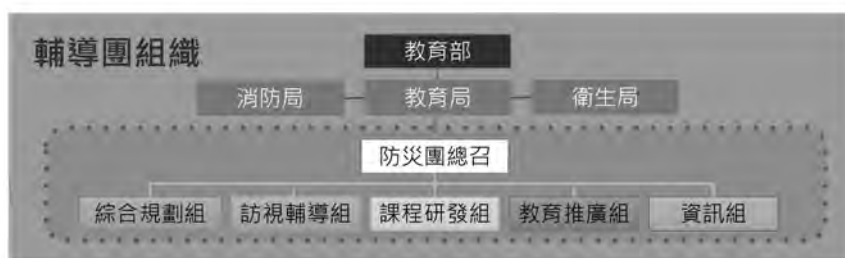 輔導團組織
教育部
消防局 教育局 衛生局
防災團總召
綜合規劃組 訪視輔導組 課程研發組 教育推廣組 資訊組